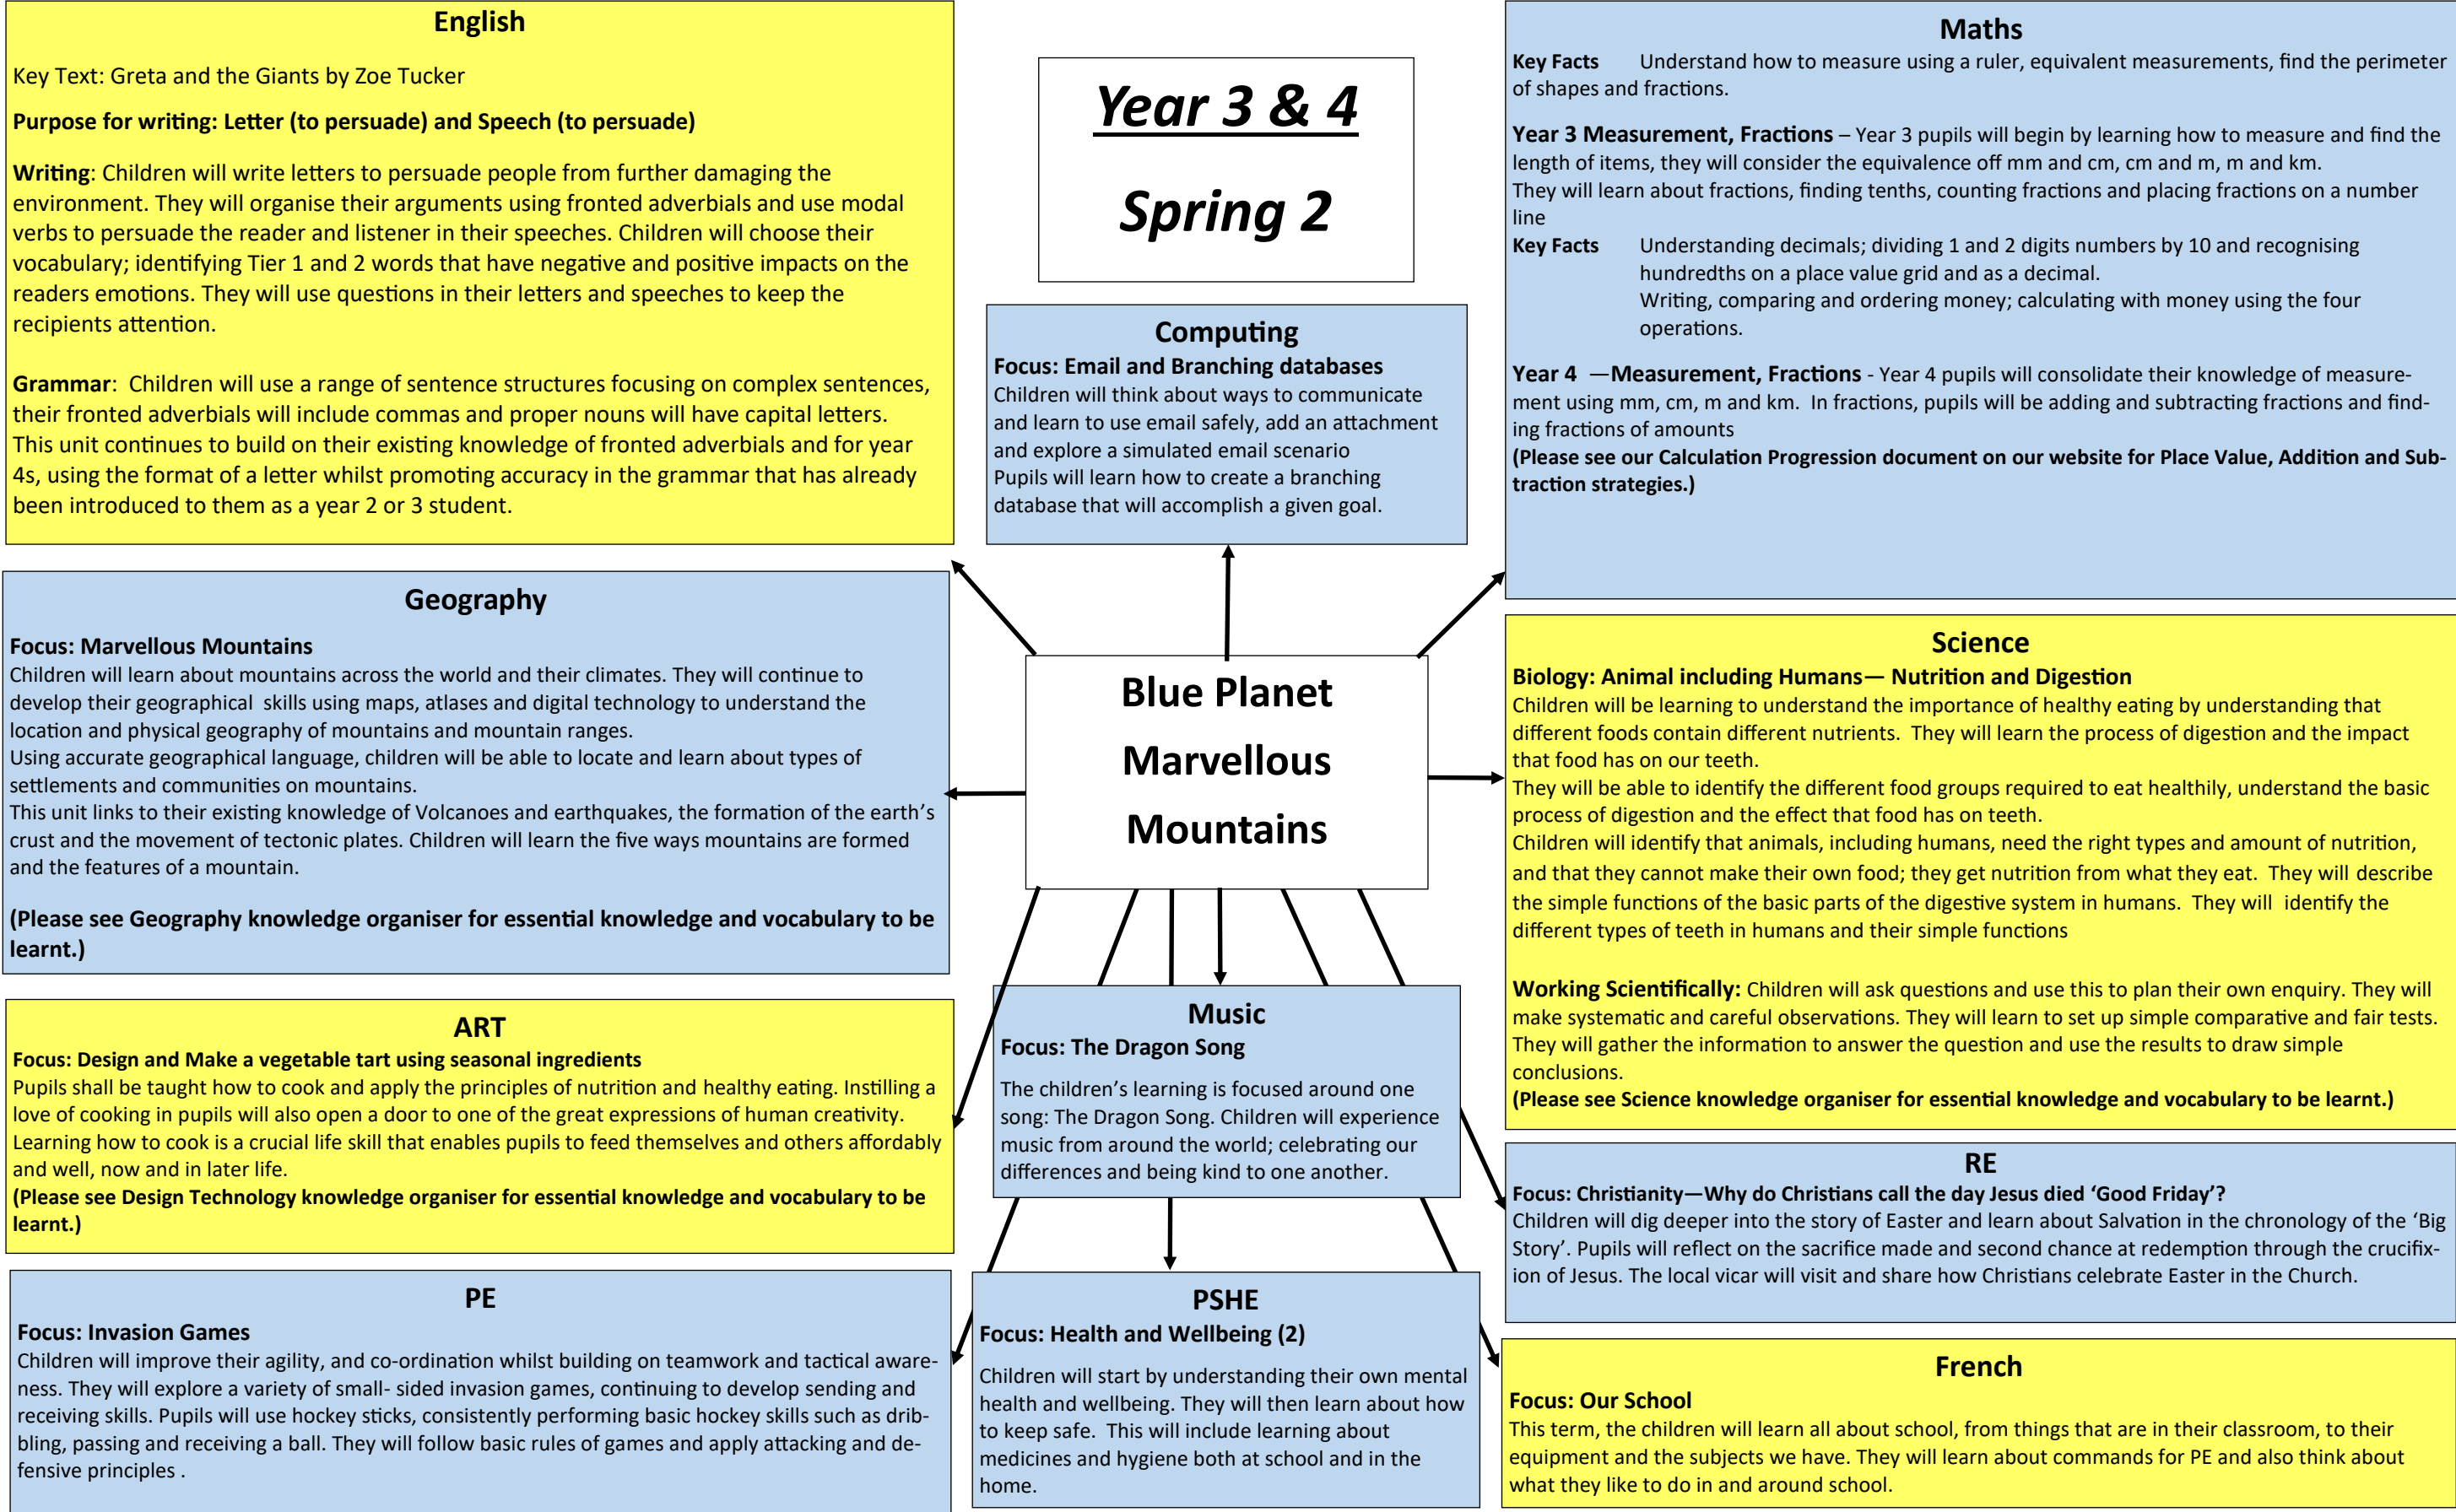 English
Key Text: Greta and the Giants by Zoe Tucker
Purpose for writing: Letter (to persuade) and Speech (to persuade)
Writing: Children will write letters to persuade people from further damaging the
environment. They will organise their arguments using fronted adverbials and use modal
verbs to persuade the reader and listener in their speeches. Children will choose their
vocabulary; identifying Tier 1 and 2 words that have negative and positive impacts on the
readers emotions. They will use questions in their letters and speeches to keep the
recipients attention.
Grammar: Children will use a range of sentence structures focusing on complex sentences,
their fronted adverbials will include commas and proper nouns will have capital letters.
This unit continues to build on their existing knowledge of fronted adverbials and for year
4s, using the format of a letter whilst promoting accuracy in the grammar that has already
been introduced to them as a year 2 or 3 student.
Year 3 & 4
Spring 2
Computing
Focus: Email and Branching databases
Children will think about ways to communicate
and learn to use email safely, add an attachment
and explore a simulated email scenario
Pupils will learn how to create a branching
database that will accomplish a given goal.
Maths
Key Facts Understand how to measure using a ruler, equivalent measurements, find the perimeter
of shapes and fractions.
Year 3 Measurement, Fractions – Year 3 pupils will begin by learning how to measure and find the
length of items, they will consider the equivalence off mm and cm, cm and m, m and km.
They will learn about fractions, finding tenths, counting fractions and placing fractions on a number
line
Key Facts Understanding decimals; dividing 1 and 2 digits numbers by 10 and recognising
hundredths on a place value grid and as a decimal.
Writing, comparing and ordering money; calculating with money using the four
operations.
Year 4 —Measurement, Fractions - Year 4 pupils will consolidate their knowledge of measure-
ment using mm, cm, m and km. In fractions, pupils will be adding and subtracting fractions and find-
ing fractions of amounts
(Please see our Calculation Progression document on our website for Place Value, Addition and Sub-
traction strategies.)
Geography
Focus: Marvellous Mountains
Children will learn about mountains across the world and their climates. They will continue to
develop their geographical skills using maps, atlases and digital technology to understand the
location and physical geography of mountains and mountain ranges.
Using accurate geographical language, children will be able to locate and learn about types of
settlements and communities on mountains.
This unit links to their existing knowledge of Volcanoes and earthquakes, the formation of the earth's
crust and the movement of tectonic plates. Children will learn the five ways mountains are formed
and the features of a mountain.
(Please see Geography knowledge organiser for essential knowledge and vocabulary to be
learnt.)
Blue Planet
Marvellous
Mountains
Science
Biology: Animal including Humans— Nutrition and Digestion
Children will be learning to understand the importance of healthy eating by understanding that
different foods contain different nutrients. They will learn the process of digestion and the impact
that food has on our teeth.
They will be able to identify the different food groups required to eat healthily, understand the basic
process of digestion and the effect that food has on teeth.
Children will identify that animals, including humans, need the right types and amount of nutrition,
and that they cannot make their own food; they get nutrition from what they eat. They will describe
the simple functions of the basic parts of the digestive system in humans. They will identify the
different types of teeth in humans and their simple functions
Working Scientifically: Children will ask questions and use this to plan their own enquiry. They will
make systematic and careful observations. They will learn to set up simple comparative and fair tests.
They will gather the information to answer the question and use the results to draw simple
conclusions.
(Please see Science knowledge organiser for essential knowledge and vocabulary to be learnt.)
ART
Focus: Design and Make a vegetable tart using seasonal ingredients
Pupils shall be taught how to cook and apply the principles of nutrition and healthy eating. Instilling a
love of cooking in pupils will also open a door to one of the great expressions of human creativity.
Learning how to cook is a crucial life skill that enables pupils to feed themselves and others affordably
and well, now and in later life.
(Please see Design Technology knowledge organiser for essential knowledge and vocabulary to be
learnt.)
Music
Focus: The Dragon Song
The children's learning is focused around one
song: The Dragon Song. Children will experience
music from around the world; celebrating our
differences and being kind to one another.
RE
Focus: Christianity—Why do Christians call the day Jesus died 'Good Friday'?
Children will dig deeper into the story of Easter and learn about Salvation in the chronology of the 'Big
Story'. Pupils will reflect on the sacrifice made and second chance at redemption through the crucifix-
ion of Jesus. The local vicar will visit and share how Christians celebrate Easter in the Church.
PE
Focus: Invasion Games
Children will improve their agility, and co-ordination whilst building on teamwork and tactical aware-
ness. They will explore a variety of small- sided invasion games, continuing to develop sending and
receiving skills. Pupils will use hockey sticks, consistently performing basic hockey skills such as drib-
bling, passing and receiving a ball. They will follow basic rules of games and apply attacking and de-
fensive principles .
PSHE
Focus: Health and Wellbeing (2)
Children will start by understanding their own mental
health and wellbeing. They will then learn about how
to keep safe. This will include learning about
medicines and hygiene both at school and in the
home.
French
Focus: Our School
This term, the children will learn all about school, from things that are in their classroom, to their
equipment and the subjects we have. They will learn about commands for PE and also think about
what they like to do in and around school.